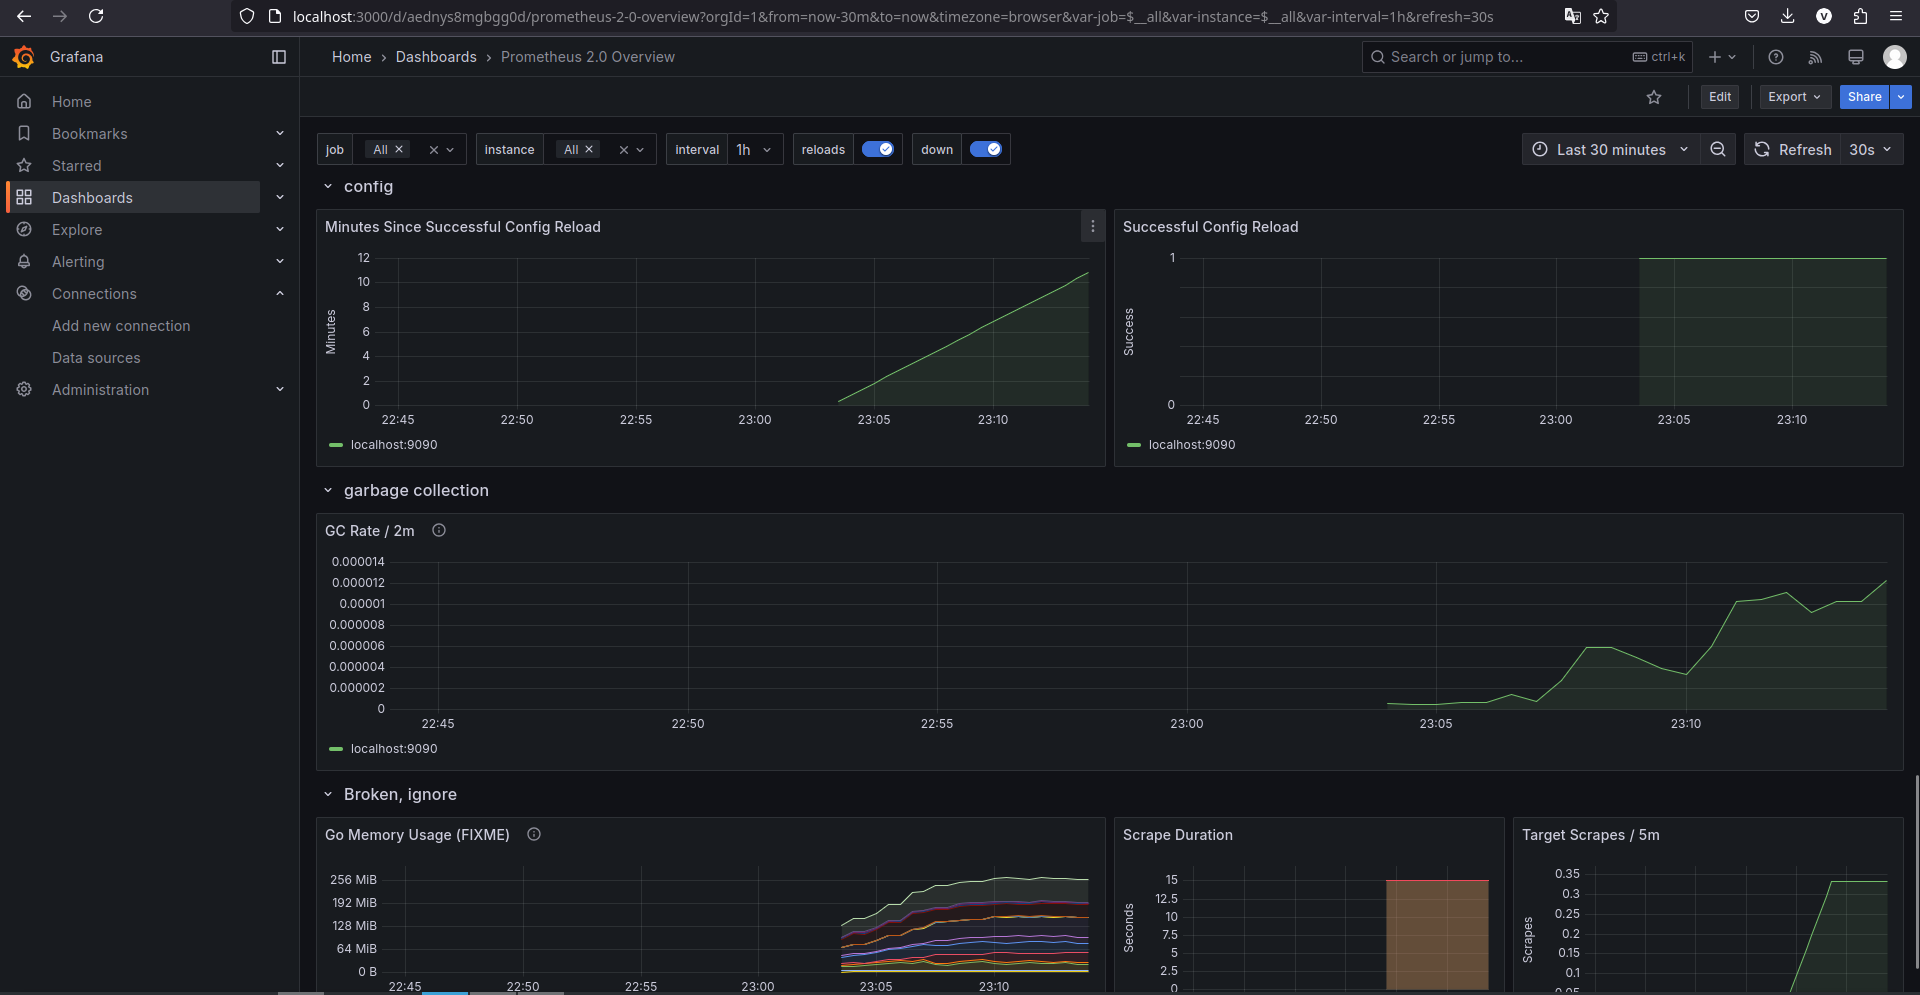 localhost:3000/d/aednys8mgbgg0d/prometheus-2-0-overview?orgId=1&from=now-30m&to=now&timezone=browser&var-job=$__all&var-instance=$__all&var-interval=1h&refresh=30s
V
Grafana
Home › Dashboards › Prometheus 2.0 Overview
Search or jump to... ctrl+k
Home
Bookmarks
Starred
Dashboards
Explore
Alerting
Connections
Add new connection
Data sources
Administration
Edit Export Share
job All instance All interval 1h reloads down
Last 30 minutes Refresh 30s
config
Minutes Since Successful Config Reload
Minutes
12
10
8
6
4
2
0
22:45 22:50 22:55 23:00 23:05 23:10
localhost:9090
Successful Config Reload
Success
1
0
22:45 22:50 22:55 23:00 23:05 23:10
localhost:9090
garbage collection
GC Rate / 2m
0.000014
0.000012
0.00001
0.000008
0.000006
0.000004
0.000002
0
22:45 22:50 22:55 23:00 23:05 23:10
localhost:9090
Broken, ignore
Go Memory Usage (FIXME)
256 MiB
192 MiB
128 MiB
64 MiB
0 B
22:45 22:50 22:55 23:00 23:05 23:10
Scrape Duration
Seconds
15
12.5
10
7.5
5
2.5
0
Target Scrapes / 5m
Scrapes
0.35
0.3
0.25
0.2
0.15
0.1
0.05